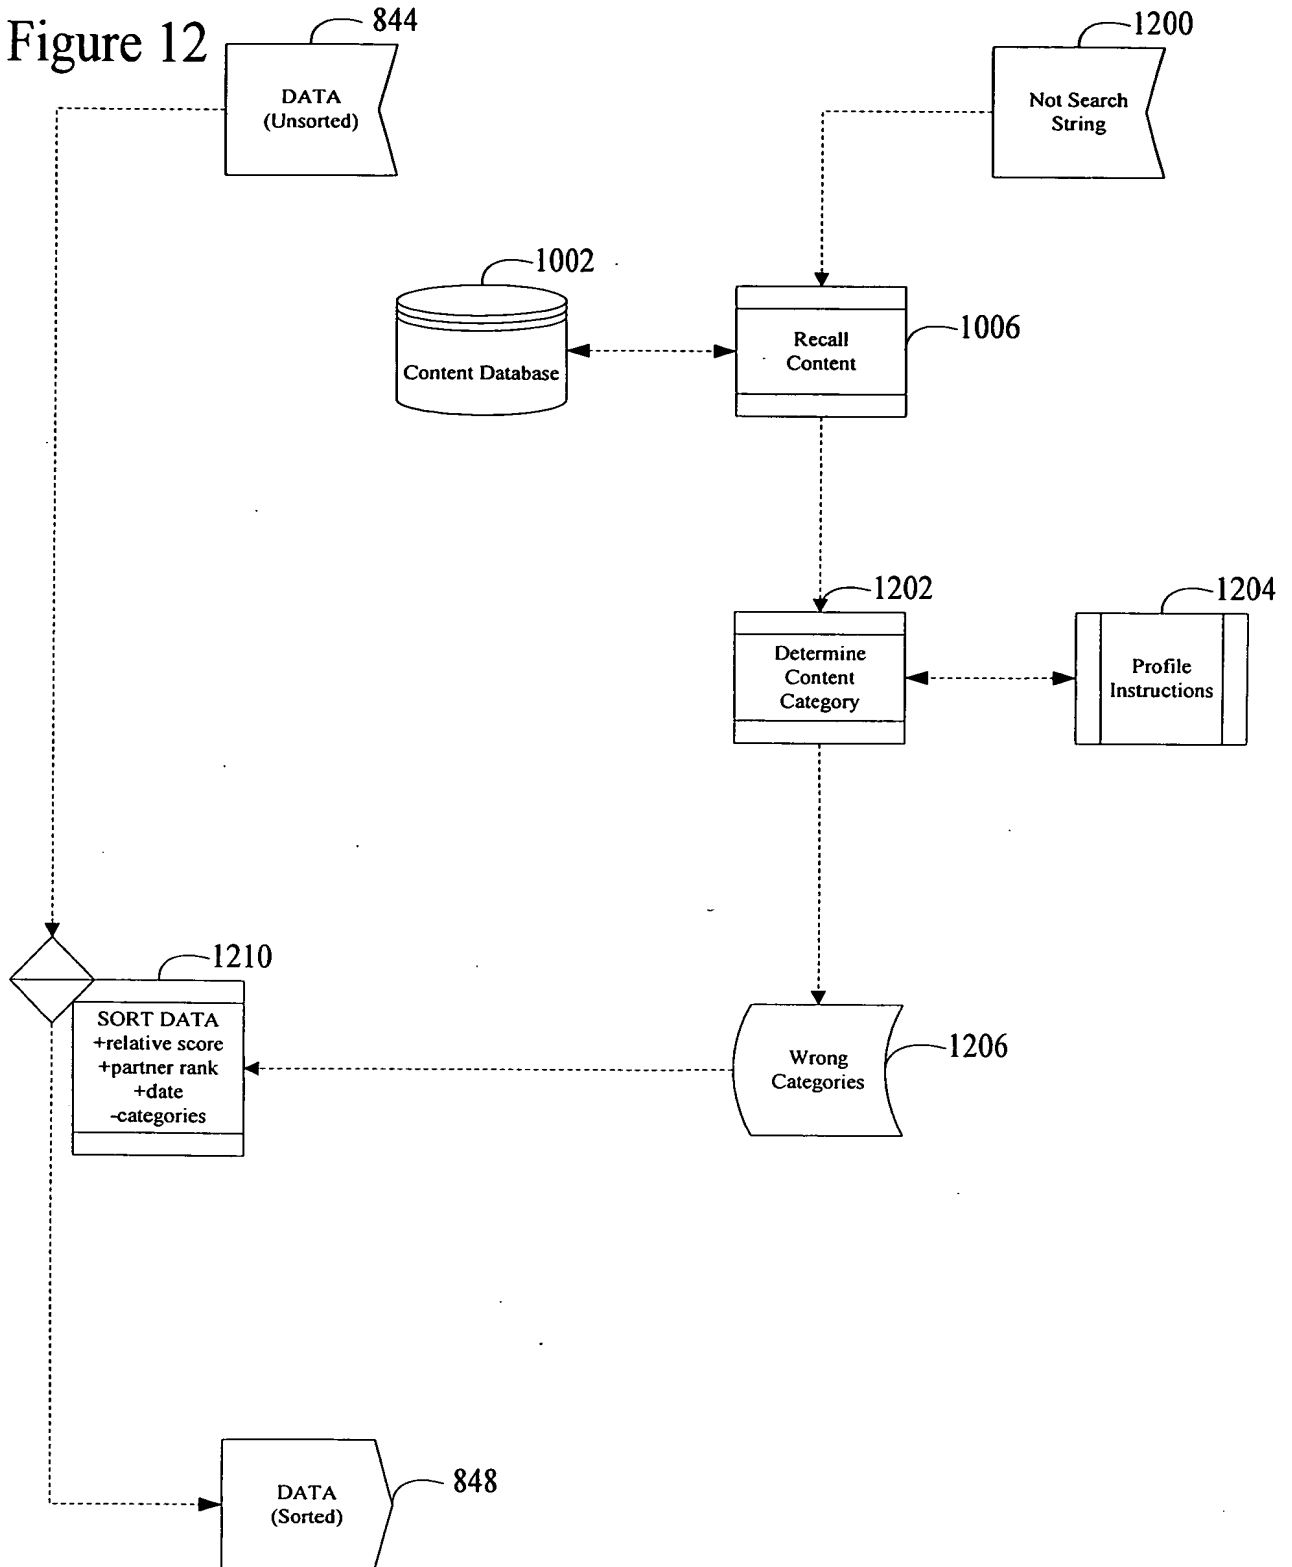 Figure 12
844
DATA
(Unsorted)
1200
Not Search
String
1002
Content Database
1006
Recall
Content
1202
Determine
Content
Category
1204
Profile
Instructions
1210
SORT DATA
+relative score
+partner rank
+date
-categories
1206
Wrong
Categories
848
DATA
(Sorted)